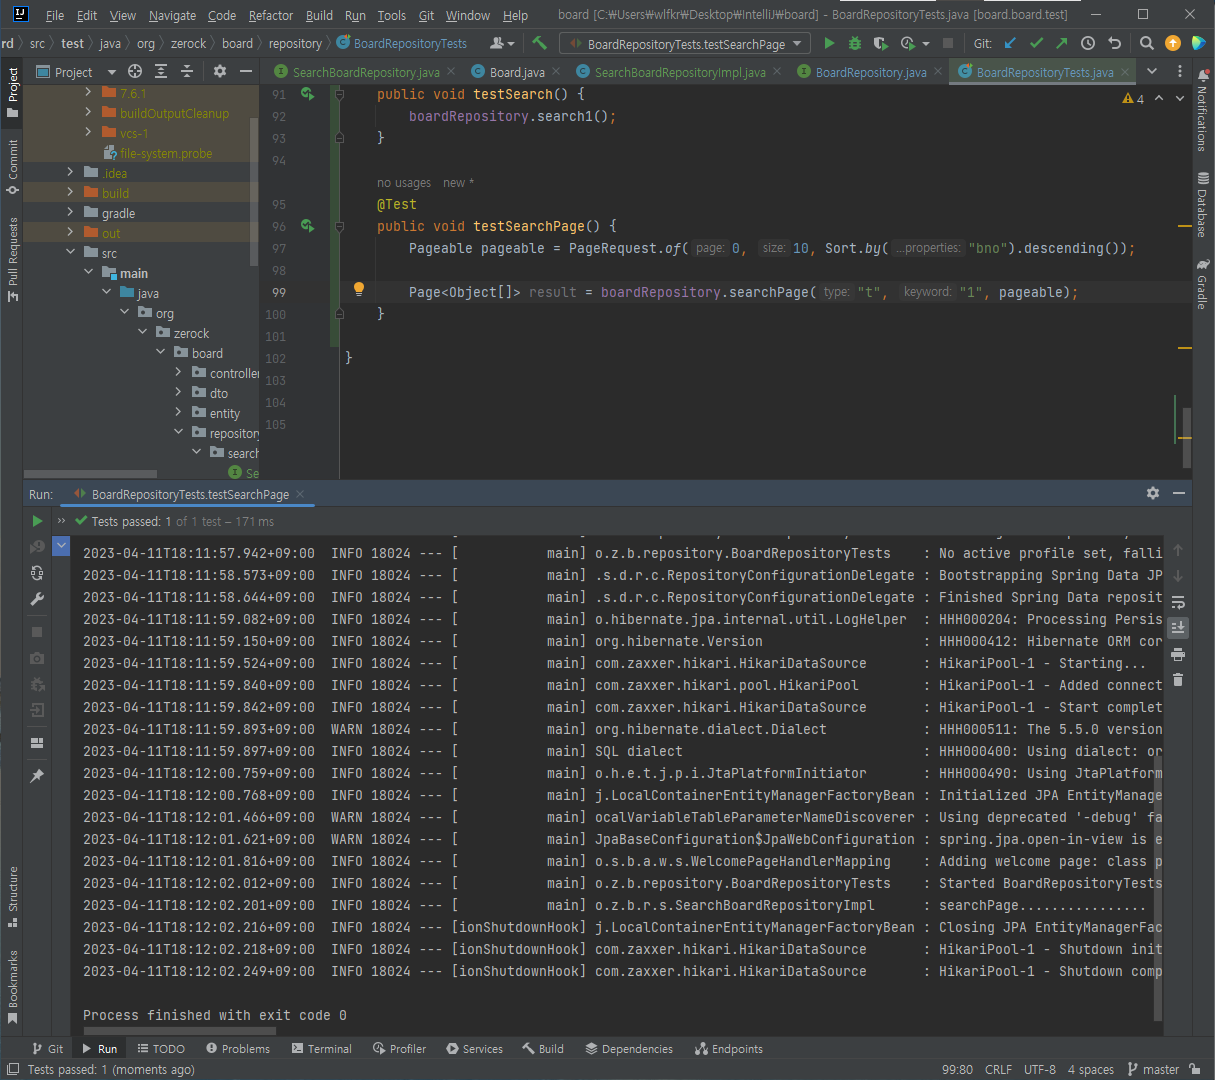 File Edit View Navigate Code Refactor Build Run Tools Git Window Help board [C:₩Users₩wlfkr₩Desktop₩IntelliJ₩board] - BoardRepositoryTests.java [board.board.test]
rd › src › test › java › org › zerock › board › repository › BoardRepositoryTests BoardRepositoryTests.testSearchPage Git:
Project SearchBoardRepository.java Board.java SearchBoardRepositoryImpl.java BoardRepository.java BoardRepositoryTests.java
Project
Commit
Pull Requests
Structure
Bookmarks
Notifications
Database
Gradle
7.6.1
buildOutputCleanup
vcs-1
file-system.probe
.idea
build
gradle
out
src
main
java
org
zerock
board
controller
dto
entity
repository
search
Se
4
91 public void testSearch() {
92 boardRepository.search1();
93 }
94
no usages new *
95 @Test
96 public void testSearchPage() {
97 Pageable pageable = PageRequest.of( page: 0, size: 10, Sort.by( ...properties: "bno").descending());
98
99 Page<Object[]> result = boardRepository.searchPage( type: "t", keyword: "1", pageable);
100 }
101
102 }
103
104
105
Run: BoardRepositoryTests.testSearchPage
Tests passed: 1 of 1 test – 171 ms
2023-04-11T18:11:57.942+09:00 INFO 18024 --- [ main] o.z.b.repository.BoardRepositoryTests : No active profile set, falli
2023-04-11T18:11:58.573+09:00 INFO 18024 --- [ main] .s.d.r.c.RepositoryConfigurationDelegate : Bootstrapping Spring Data JP
2023-04-11T18:11:58.644+09:00 INFO 18024 --- [ main] .s.d.r.c.RepositoryConfigurationDelegate : Finished Spring Data reposit
2023-04-11T18:11:59.082+09:00 INFO 18024 --- [ main] o.hibernate.jpa.internal.util.LogHelper : HHH000204: Processing Persis
2023-04-11T18:11:59.150+09:00 INFO 18024 --- [ main] org.hibernate.Version : HHH000412: Hibernate ORM cor
2023-04-11T18:11:59.524+09:00 INFO 18024 --- [ main] com.zaxxer.hikari.HikariDataSource : HikariPool-1 - Starting...
2023-04-11T18:11:59.840+09:00 INFO 18024 --- [ main] com.zaxxer.hikari.pool.HikariPool : HikariPool-1 - Added connect
2023-04-11T18:11:59.842+09:00 INFO 18024 --- [ main] com.zaxxer.hikari.HikariDataSource : HikariPool-1 - Start complet
2023-04-11T18:11:59.893+09:00 WARN 18024 --- [ main] org.hibernate.dialect.Dialect : HHH000511: The 5.5.0 version
2023-04-11T18:11:59.897+09:00 INFO 18024 --- [ main] SQL dialect : HHH000400: Using dialect: or
2023-04-11T18:12:00.759+09:00 INFO 18024 --- [ main] o.h.e.t.j.p.i.JtaPlatformInitiator : HHH000490: Using JtaPlatform
2023-04-11T18:12:00.768+09:00 INFO 18024 --- [ main] j.LocalContainerEntityManagerFactoryBean : Initialized JPA EntityManage
2023-04-11T18:12:01.466+09:00 WARN 18024 --- [ main] ocalVariableTableParameterNameDiscoverer : Using deprecated '-debug' fa
2023-04-11T18:12:01.621+09:00 WARN 18024 --- [ main] JpaBaseConfiguration$JpaWebConfiguration : spring.jpa.open-in-view is e
2023-04-11T18:12:01.816+09:00 INFO 18024 --- [ main] o.s.b.a.w.s.WelcomePageHandlerMapping : Adding welcome page: class p
2023-04-11T18:12:02.012+09:00 INFO 18024 --- [ main] o.z.b.repository.BoardRepositoryTests : Started BoardRepositoryTests
2023-04-11T18:12:02.201+09:00 INFO 18024 --- [ main] o.z.b.r.s.SearchBoardRepositoryImpl : searchPage................
2023-04-11T18:12:02.216+09:00 INFO 18024 --- [ionShutdownHook] j.LocalContainerEntityManagerFactoryBean : Closing JPA EntityManagerFac
2023-04-11T18:12:02.218+09:00 INFO 18024 --- [ionShutdownHook] com.zaxxer.hikari.HikariDataSource : HikariPool-1 - Shutdown init
2023-04-11T18:12:02.249+09:00 INFO 18024 --- [ionShutdownHook] com.zaxxer.hikari.HikariDataSource : HikariPool-1 - Shutdown comp
Process finished with exit code 0
Git Run TODO Problems Terminal Profiler Services Build Dependencies Endpoints
Tests passed: 1 (moments ago) 99:80 CRLF UTF-8 4 spaces master